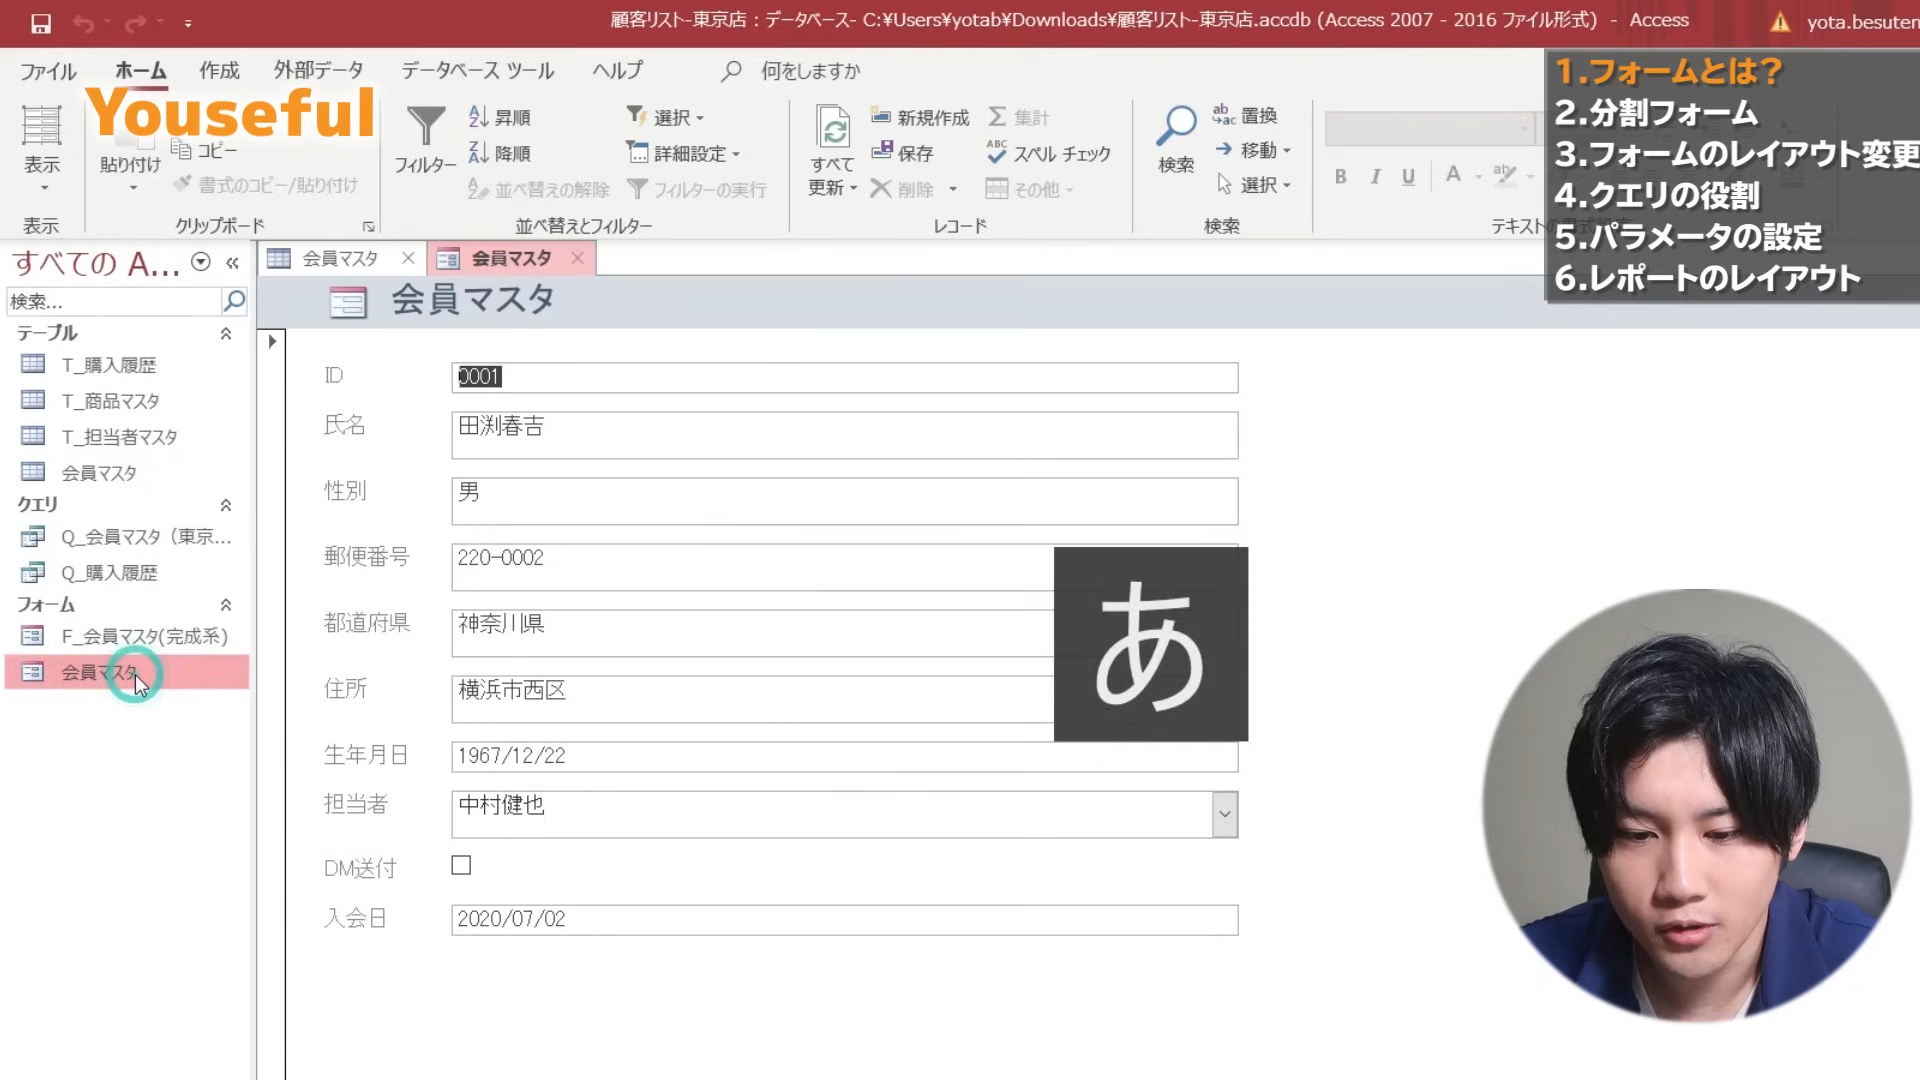 顧客リスト-東京店 : データベース- C:¥Users¥yotab¥Downloads¥顧客リスト-東京店.accdb (Access 2007 - 2016 ファイル形式) - Access
yota.besuten
ファイル ホーム 作成 外部データ データベース ツール ヘルプ 何をしますか
Youseful
表示
貼り付け
コピー
書式のコピー/貼り付け
フィルター
昇順
降順
並べ替えの解除
選択
詳細設定
フィルターの実行
すべて
更新
新規作成
保存
削除
集計
スペル チェック
その他
検索
置換
移動
選択
B I U A
表示 クリップボード 並べ替えとフィルター レコード 検索
1.フォームとは?
2.分割フォーム
3.フォームのレイアウト変更
4.クエリの役割
5.パラメータの設定
6.レポートのレイアウト
すべての A...
検索...
テーブル
T_購入履歴
T_商品マスタ
T_担当者マスタ
会員マスタ
クエリ
Q_会員マスタ（東京...
Q_購入履歴
フォーム
F_会員マスタ(完成系)
会員マスタ
会員マスタ 会員マスタ
会員マスタ
ID 0001
氏名 田渕春吉
性別 男
郵便番号 220-0002
都道府県 神奈川県
住所 横浜市西区
生年月日 1967/12/22
担当者 中村健也
DM送付
入会日 2020/07/02
あ